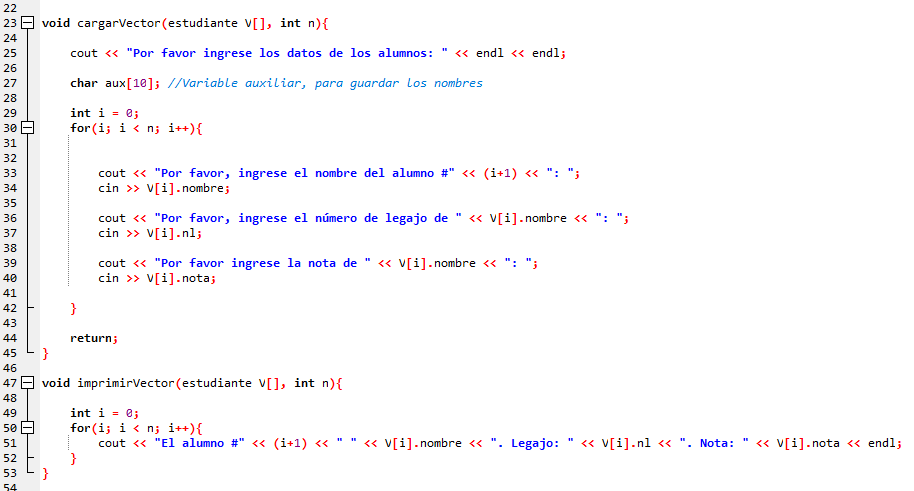 22
23 void cargarVector(estudiante V[], int n){
24
25     cout << "Por favor ingrese los datos de los alumnos: " << endl << endl;
26
27     char aux[10]; //Variable auxiliar, para guardar los nombres
28
29     int i = 0;
30     for(i; i < n; i++){
31
32
33         cout << "Por favor, ingrese el nombre del alumno #" << (i+1) << ": ";
34         cin >> V[i].nombre;
35
36         cout << "Por favor, ingrese el número de legajo de " << V[i].nombre << ": ";
37         cin >> V[i].nl;
38
39         cout << "Por favor ingrese la nota de " << V[i].nombre << ": ";
40         cin >> V[i].nota;
41
42     }
43
44     return;
45 }
46
47 void imprimirVector(estudiante V[], int n){
48
49     int i = 0;
50     for(i; i < n; i++){
51         cout << "El alumno #" << (i+1) << " " << V[i].nombre << ". Legajo: " << V[i].nl << ". Nota: " << V[i].nota << endl;
52     }
53 }
54